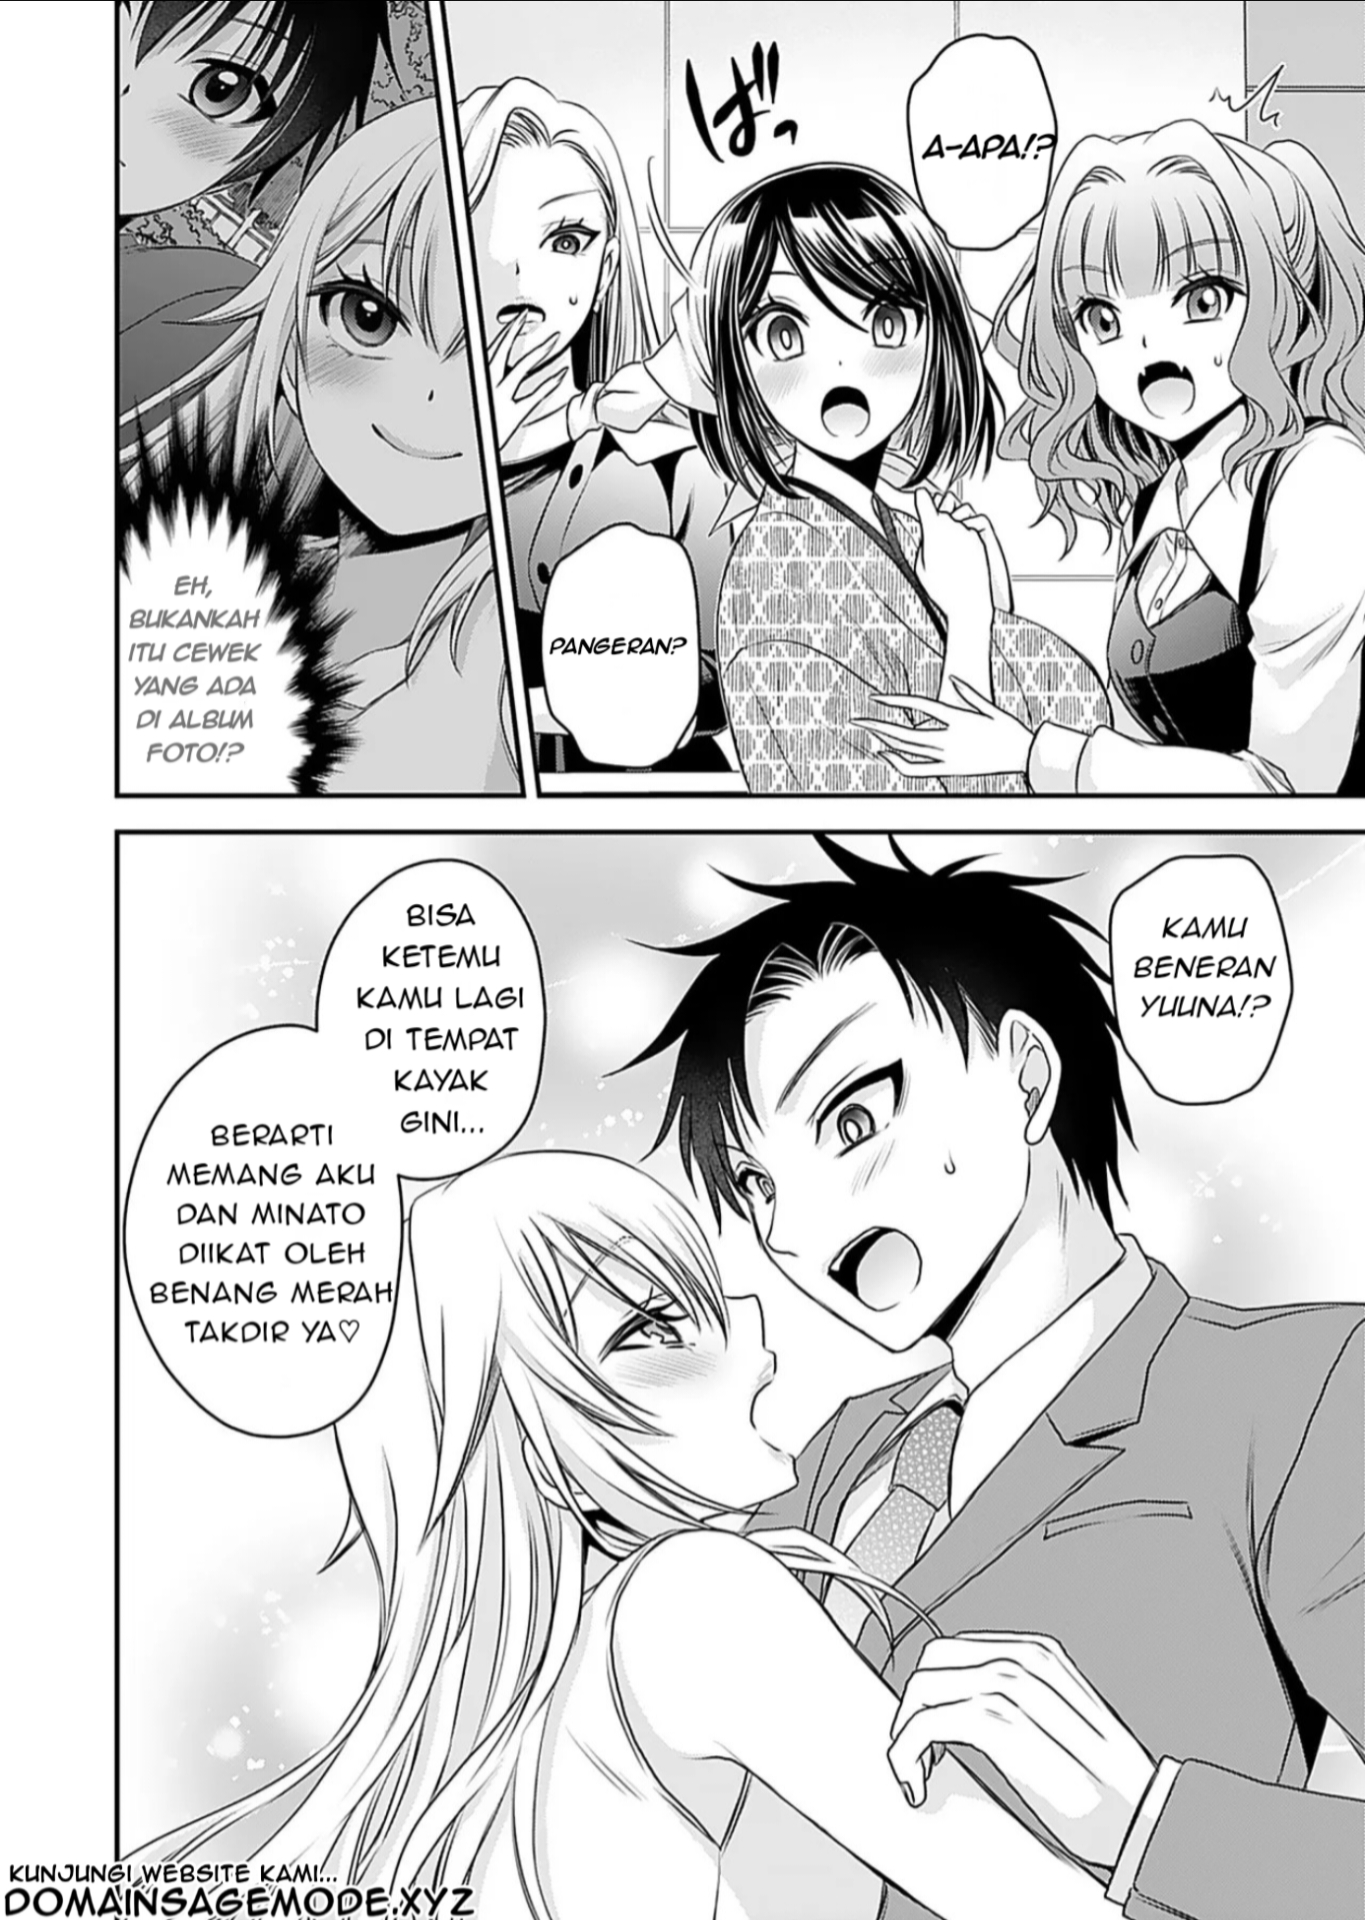 ばっ
A-APA!?
PANGERAN?
EH,
BUKANKAH
ITU CEWEK
YANG ADA
DI ALBUM
FOTO!?
KAMU
BENERAN
YUUNA!?
BISA
KETEMU
KAMU LAGI
DI TEMPAT
KAYAK
GINI...
BERARTI
MEMANG AKU
DAN MINATO
DIIKAT OLEH
BENANG MERAH
TAKDIR YA♡
KUNJUNGI WEBSITE KAMI...
DOMAINSAGEMODE.XYZ